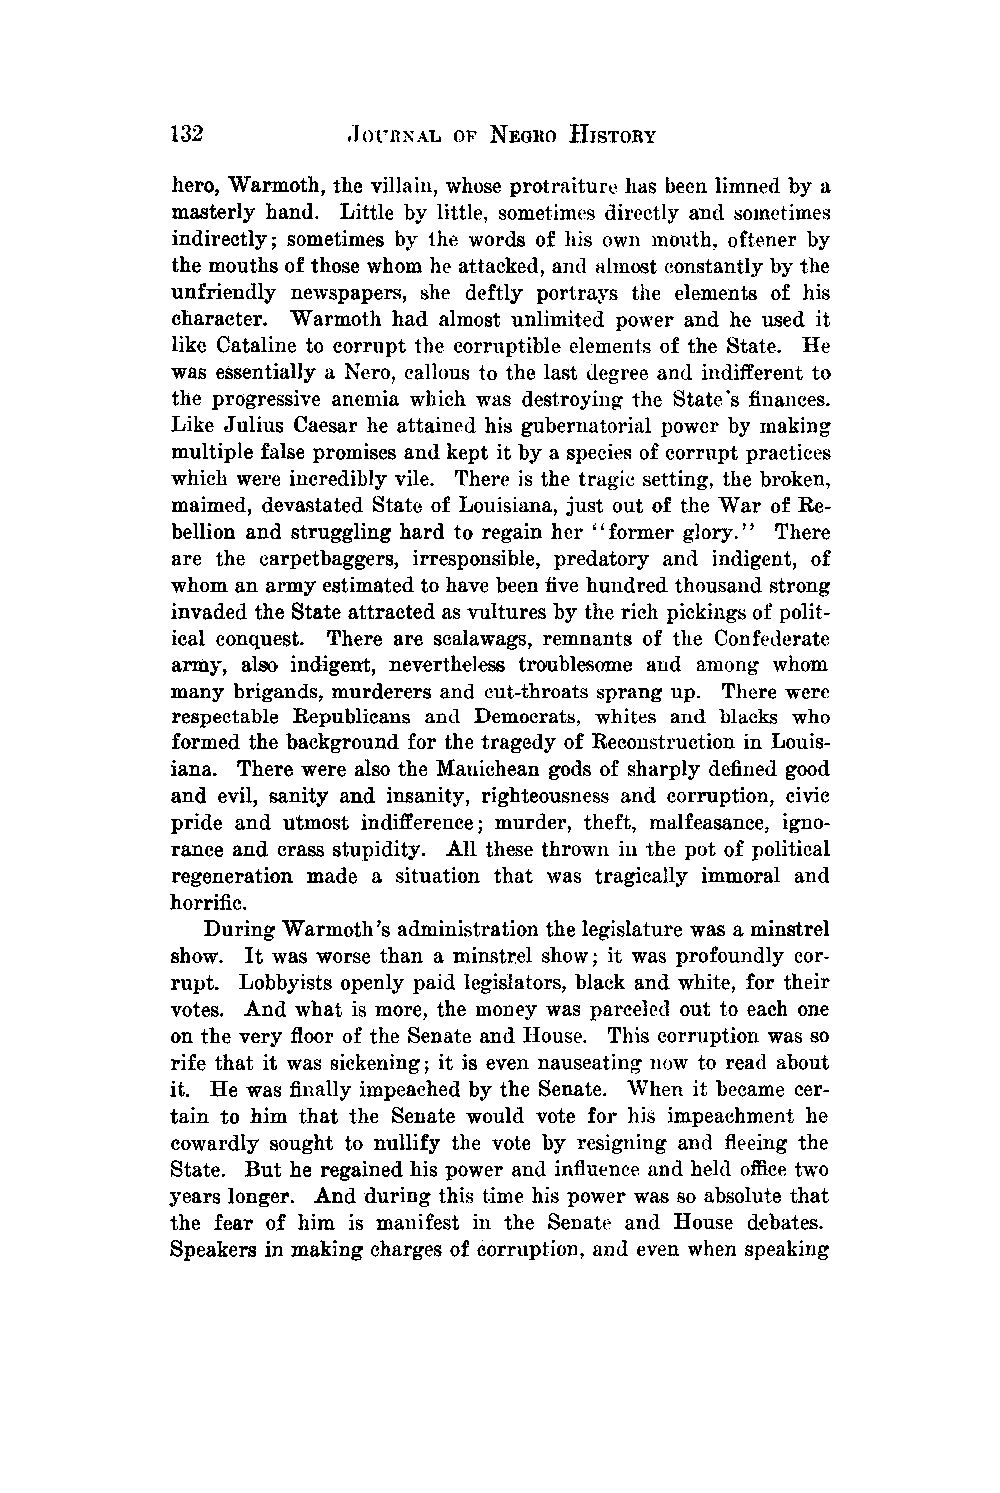 132 JOURNAL OF NEGRO HISTORY
hero, Warmoth, the villain, whose protraiture has been limned by a
masterly hand. Little by little, sometimes directly and sometimes
indirectly; sometimes by the words of his own mouth, oftener by
the mouths of those whom he attacked, and almost constantly by the
unfriendly newspapers, she deftly portrays the elements of his
character. Warmoth had almost unlimited power and he used it
like Cataline to corrupt the corruptible elements of the State. He
was essentially a Nero, callous to the last degree and indifferent to
the progressive anemia which was destroying the State's finances.
Like Julius Caesar he attained his gubernatorial power by making
multiple false promises and kept it by a species of corrupt practices
which were incredibly vile. There is the tragic setting, the broken,
maimed, devastated State of Louisiana, just out of the War of Re-
bellion and struggling hard to regain her "former glory." There
are the carpetbaggers, irresponsible, predatory and indigent, of
whom an army estimated to have been five hundred thousand strong
invaded the State attracted as vultures by the rich pickings of polit-
ical conquest. There are scalawags, remnants of the Confederate
army, also indigent, nevertheless troublesome and among whom
many brigands, murderers and cut-throats sprang up. There were
respectable Republicans and Democrats, whites and blacks who
formed the background for the tragedy of Reconstruction in Louis-
iana. There were also the Manichean gods of sharply defined good
and evil, sanity and insanity, righteousness and corruption, civic
pride and utmost indifference; murder, theft, malfeasance, igno-
rance and crass stupidity. All these thrown in the pot of political
regeneration made a situation that was tragically immoral and
horrific.
During Warmoth's administration the legislature was a minstrel
show. It was worse than a minstrel show; it was profoundly cor-
rupt. Lobbyists openly paid legislators, black and white, for their
votes. And what is more, the money was parceled out to each one
on the very floor of the Senate and House. This corruption was so
rife that it was sickening; it is even nauseating now to read about
it. He was finally impeached by the Senate. When it became cer-
tain to him that the Senate would vote for his impeachment he
cowardly sought to nullify the vote by resigning and fleeing the
State. But he regained his power and influence and held office two
years longer. And during this time his power was so absolute that
the fear of him is manifest in the Senate and House debates.
Speakers in making charges of corruption, and even when speaking